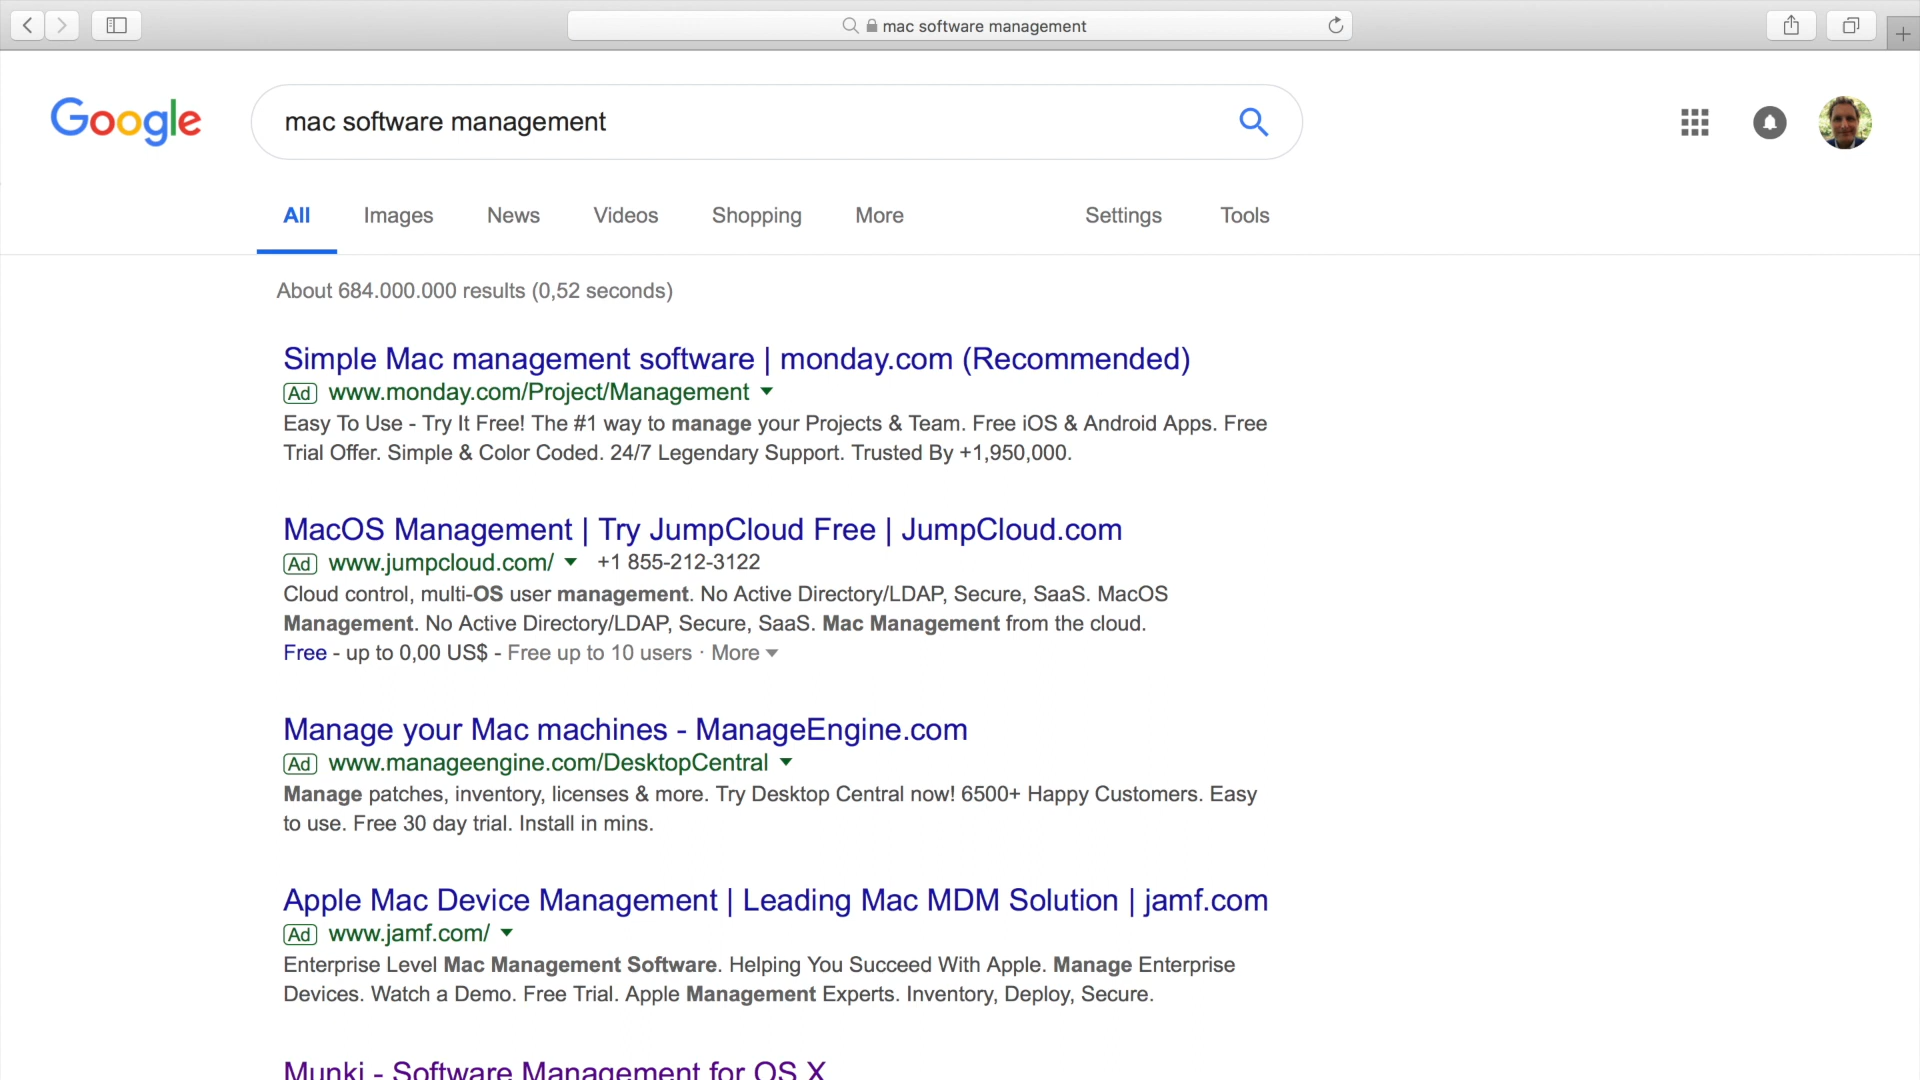 mac software management
Google
mac software management
All Images News Videos Shopping More Settings Tools
About 684.000.000 results (0,52 seconds)
Simple Mac management software | monday.com (Recommended)
Ad www.monday.com/Project/Management
Easy To Use - Try It Free! The #1 way to manage your Projects & Team. Free iOS & Android Apps. Free
Trial Offer. Simple & Color Coded. 24/7 Legendary Support. Trusted By +1,950,000.
MacOS Management | Try JumpCloud Free | JumpCloud.com
Ad www.jumpcloud.com/ +1 855-212-3122
Cloud control, multi-OS user management. No Active Directory/LDAP, Secure, SaaS. MacOS
Management. No Active Directory/LDAP, Secure, SaaS. Mac Management from the cloud.
Free - up to 0,00 US$ - Free up to 10 users · More
Manage your Mac machines - ManageEngine.com
Ad www.manageengine.com/DesktopCentral
Manage patches, inventory, licenses & more. Try Desktop Central now! 6500+ Happy Customers. Easy
to use. Free 30 day trial. Install in mins.
Apple Mac Device Management | Leading Mac MDM Solution | jamf.com
Ad www.jamf.com/
Enterprise Level Mac Management Software. Helping You Succeed With Apple. Manage Enterprise
Devices. Watch a Demo. Free Trial. Apple Management Experts. Inventory, Deploy, Secure.
Munki - Software Management for OS X